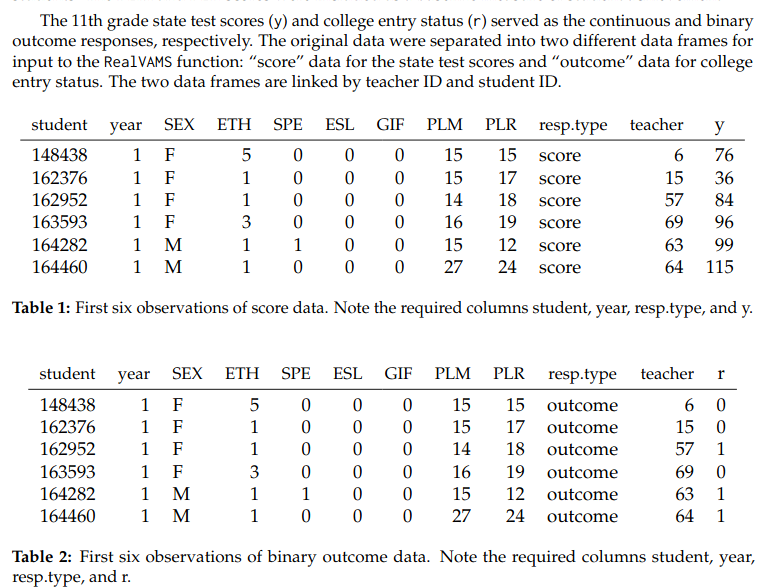 The 11th grade state test scores (y) and college entry status (r) served as the continuous and binary
outcome responses, respectively. The original data were separated into two different data frames for
input to the RealVAMS function: “score” data for the state test scores and “outcome” data for college
entry status. The two data frames are linked by teacher ID and student ID.
student year SEX ETH SPE ESL GIF PLM PLR resp.type teacher y
148438 1 F 5 0 0 0 15 15 score 6 76
162376 1 F 1 0 0 0 15 17 score 15 36
162952 1 F 1 0 0 0 14 18 score 57 84
163593 1 F 3 0 0 0 16 19 score 69 96
164282 1 M 1 1 0 0 15 12 score 63 99
164460 1 M 1 0 0 0 27 24 score 64 115
Table 1: First six observations of score data. Note the required columns student, year, resp.type, and y.
student year SEX ETH SPE ESL GIF PLM PLR resp.type teacher r
148438 1 F 5 0 0 0 15 15 outcome 6 0
162376 1 F 1 0 0 0 15 17 outcome 15 0
162952 1 F 1 0 0 0 14 18 outcome 57 1
163593 1 F 3 0 0 0 16 19 outcome 69 0
164282 1 M 1 1 0 0 15 12 outcome 63 1
164460 1 M 1 0 0 0 27 24 outcome 64 1
Table 2: First six observations of binary outcome data. Note the required columns student, year,
resp.type, and r.